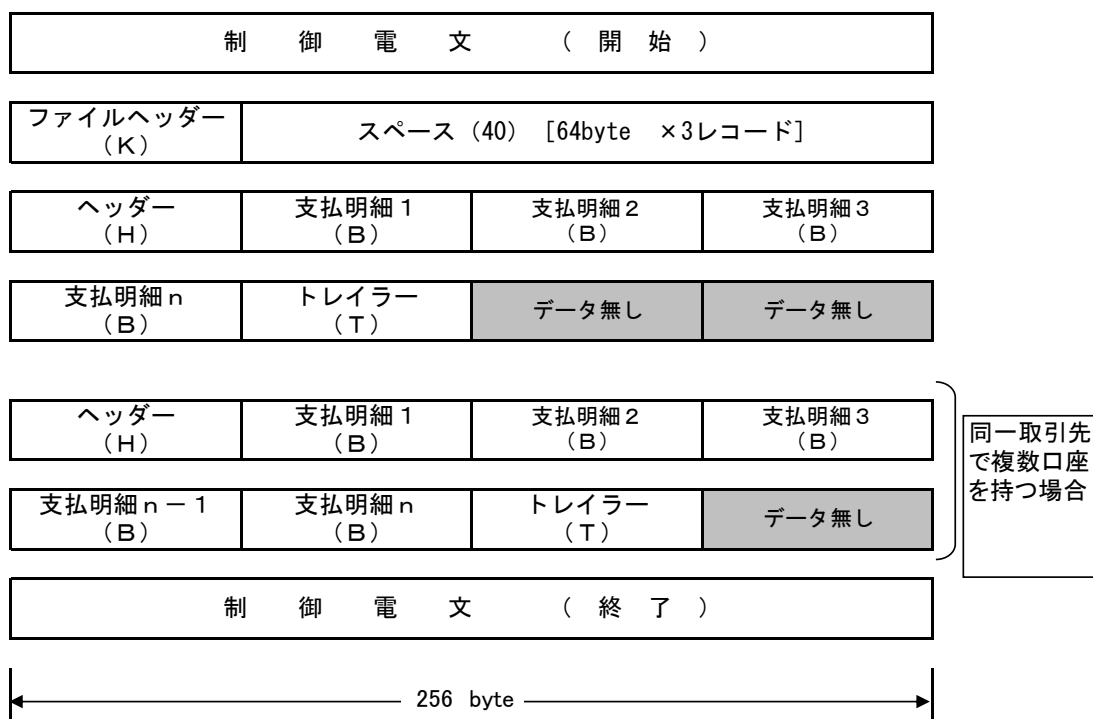 制 御 電 文 （ 開 始 ）
ファイルヘッダー
（Ｋ）
スペース（40） [64byte ×3レコード]
ヘッダー
（Ｈ）
支払明細１
（Ｂ）
支払明細２
（Ｂ）
支払明細３
（Ｂ）
支払明細ｎ
（Ｂ）
トレイラー
（Ｔ）
データ無し
データ無し
ヘッダー
（Ｈ）
支払明細１
（Ｂ）
支払明細２
（Ｂ）
支払明細３
（Ｂ）
同一取引先
で複数口座
を持つ場合
支払明細ｎ－１
（Ｂ）
支払明細ｎ
（Ｂ）
トレイラー
（Ｔ）
データ無し
制 御 電 文 （ 終 了 ）
256 byte